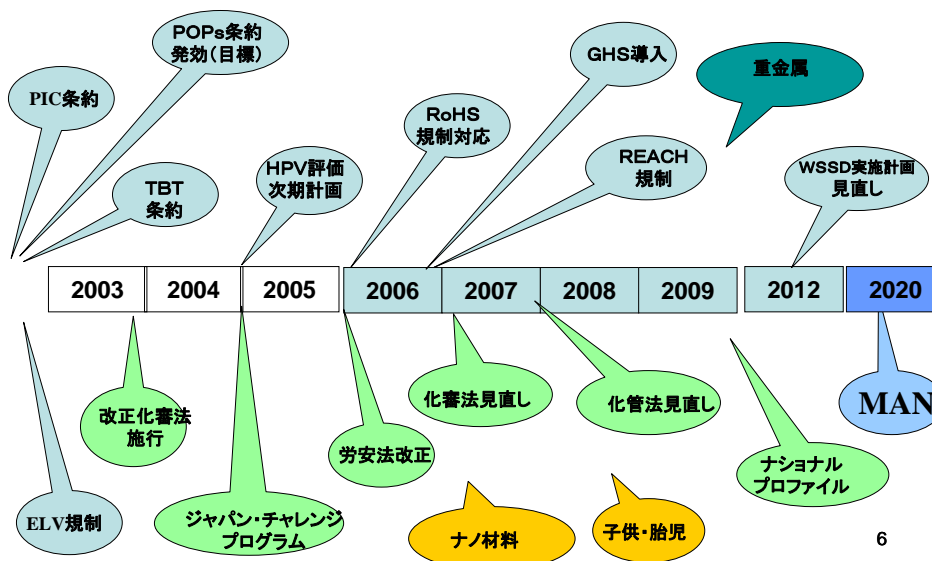 POPs条約
発効(目標)
PIC条約
TBT
条約
HPV評価
次期計画
RoHS
規制対応
GHS導入
REACH
規制
重金属
WSSD実施計画
見直し
2003
2004
2005
2006
2007
2008
2009
2012
2020
改正化審法
施行
ELV規制
ジャパン・チャレンジ
プログラム
労安法改正
化審法見直し
化管法見直し
ナノ材料
子供・胎児
ナショナル
プロファイル
MAN
6